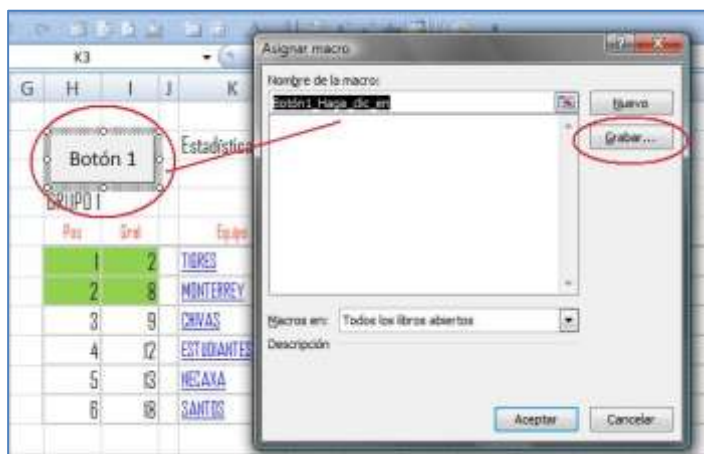 K3
G H I J K
Botón 1
Estadística
GRUPO 1
Pos Gral Equipo
1 2 TIGRES
2 8 MONTERREY
3 9 CHIVAS
4 12 ESTUDIANTES
5 13 NECAXA
6 18 SANTOS
Asignar macro
Nombre de la macro:
Botón1_Haga_clic_en
Nuevo
Grabar...
Macros en: Todos los libros abiertos
Descripción
Aceptar Cancelar